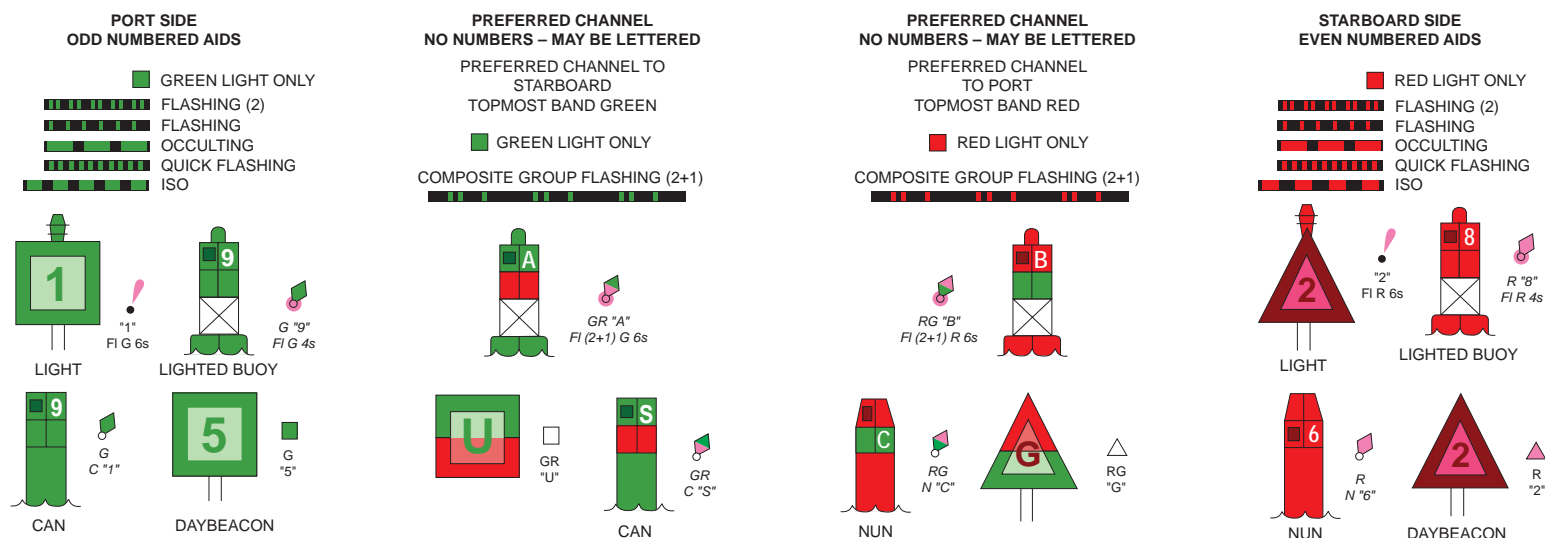 PORT SIDE
ODD NUMBERED AIDS
GREEN LIGHT ONLY
FLASHING (2)
FLASHING
OCCULTING
QUICK FLASHING
ISO
1
"1"
Fl G 6s
LIGHT
9
G "9"
Fl G 4s
LIGHTED BUOY
9
G
C "1"
CAN
5
G
"5"
DAYBEACON
PREFERRED CHANNEL
NO NUMBERS – MAY BE LETTERED
PREFERRED CHANNEL TO
STARBOARD
TOPMOST BAND GREEN
GREEN LIGHT ONLY
COMPOSITE GROUP FLASHING (2+1)
A
GR "A"
Fl (2+1) G 6s
U
GR
"U"
S
GR
C "S"
CAN
PREFERRED CHANNEL
NO NUMBERS – MAY BE LETTERED
PREFERRED CHANNEL
TO PORT
TOPMOST BAND RED
RED LIGHT ONLY
COMPOSITE GROUP FLASHING (2+1)
RG "B"
Fl (2+1) R 6s
B
C
RG
N "C"
NUN
G
RG
"G"
STARBOARD SIDE
EVEN NUMBERED AIDS
RED LIGHT ONLY
FLASHING (2)
FLASHING
OCCULTING
QUICK FLASHING
ISO
2
"2"
Fl R 6s
LIGHT
8
R "8"
Fl R 4s
LIGHTED BUOY
6
R
N "6"
NUN
2
R
"2"
DAYBEACON